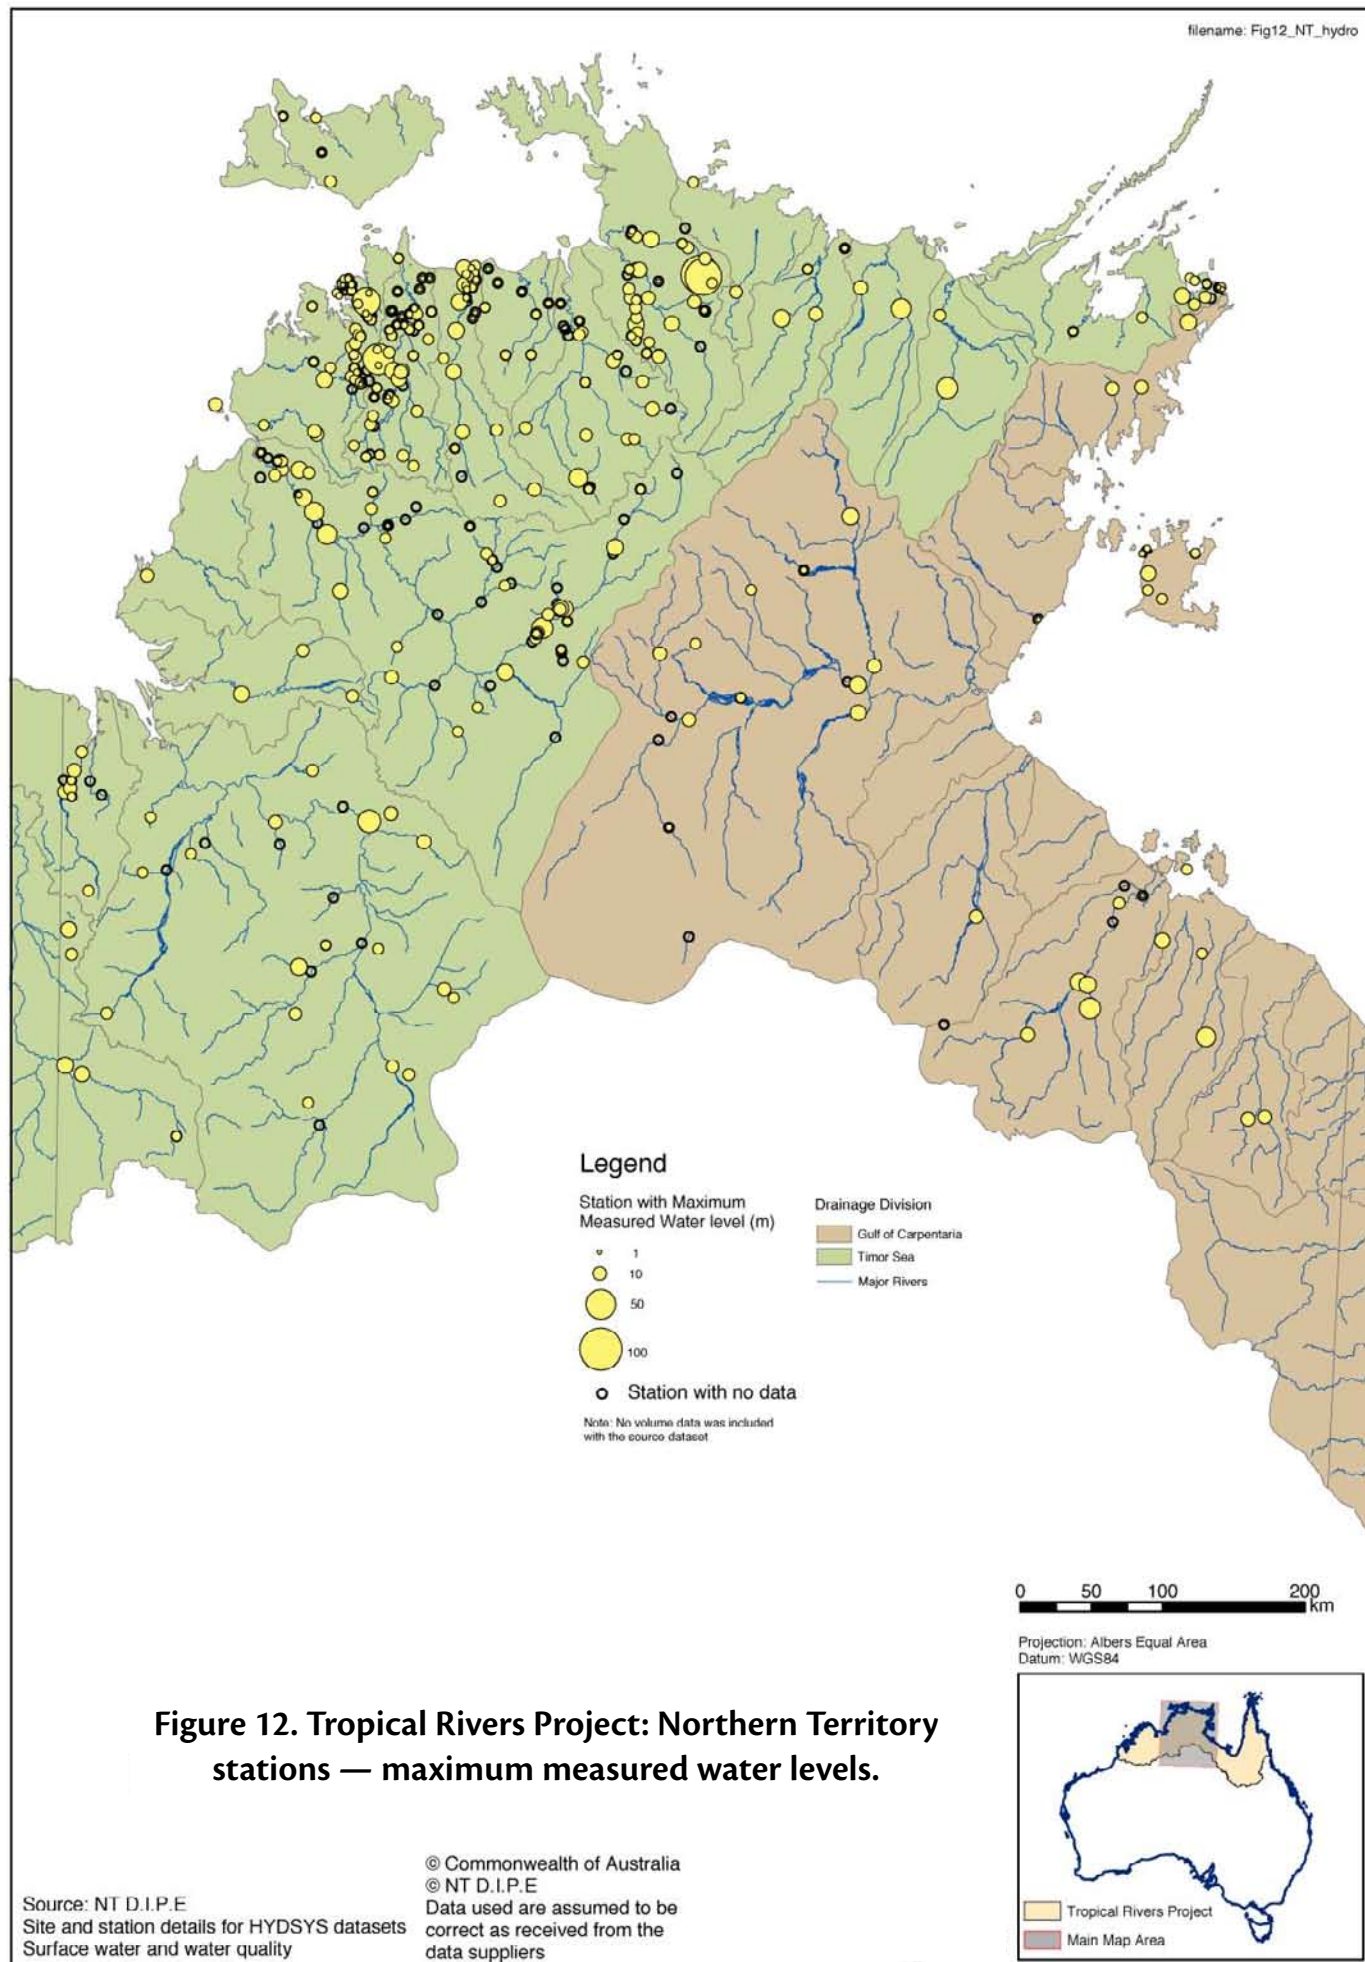 filename: Fig12_NT_hydro
Legend
Station with Maximum
Measured Water level (m)
1
10
50
100
Station with no data
Note: No volume data was included
with the source dataset
Drainage Division
Gulf of Carpentaria
Timor Sea
Major Rivers
0 50 100 200
km
Projection: Albers Equal Area
Datum: WGS84
Tropical Rivers Project
Main Map Area
Figure 12. Tropical Rivers Project: Northern Territory
stations — maximum measured water levels.
Source: NT D.I.P.E
Site and station details for HYDSYS datasets
Surface water and water quality
© Commonwealth of Australia
© NT D.I.P.E
Data used are assumed to be
correct as received from the
data suppliers